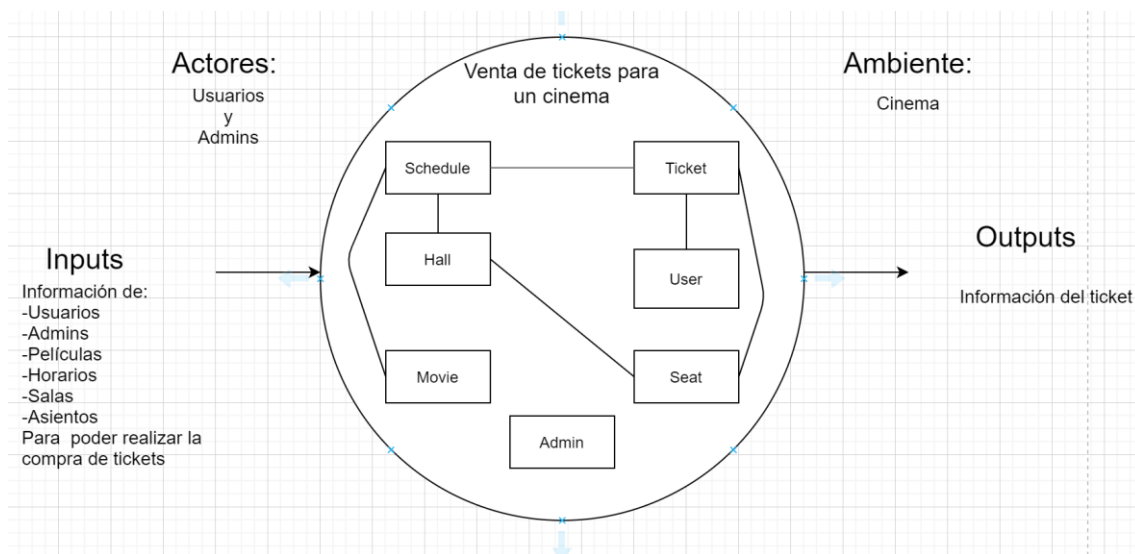 Actores:
Usuarios
y
Admins
Venta de tickets para
un cinema
Ambiente:
Cinema
Schedule
Ticket
Hall
User
Movie
Seat
Admin
Inputs
Información de:
-Usuarios
-Admins
-Películas
-Horarios
-Salas
-Asientos
Para poder realizar la
compra de tickets
Outputs
Información del ticket